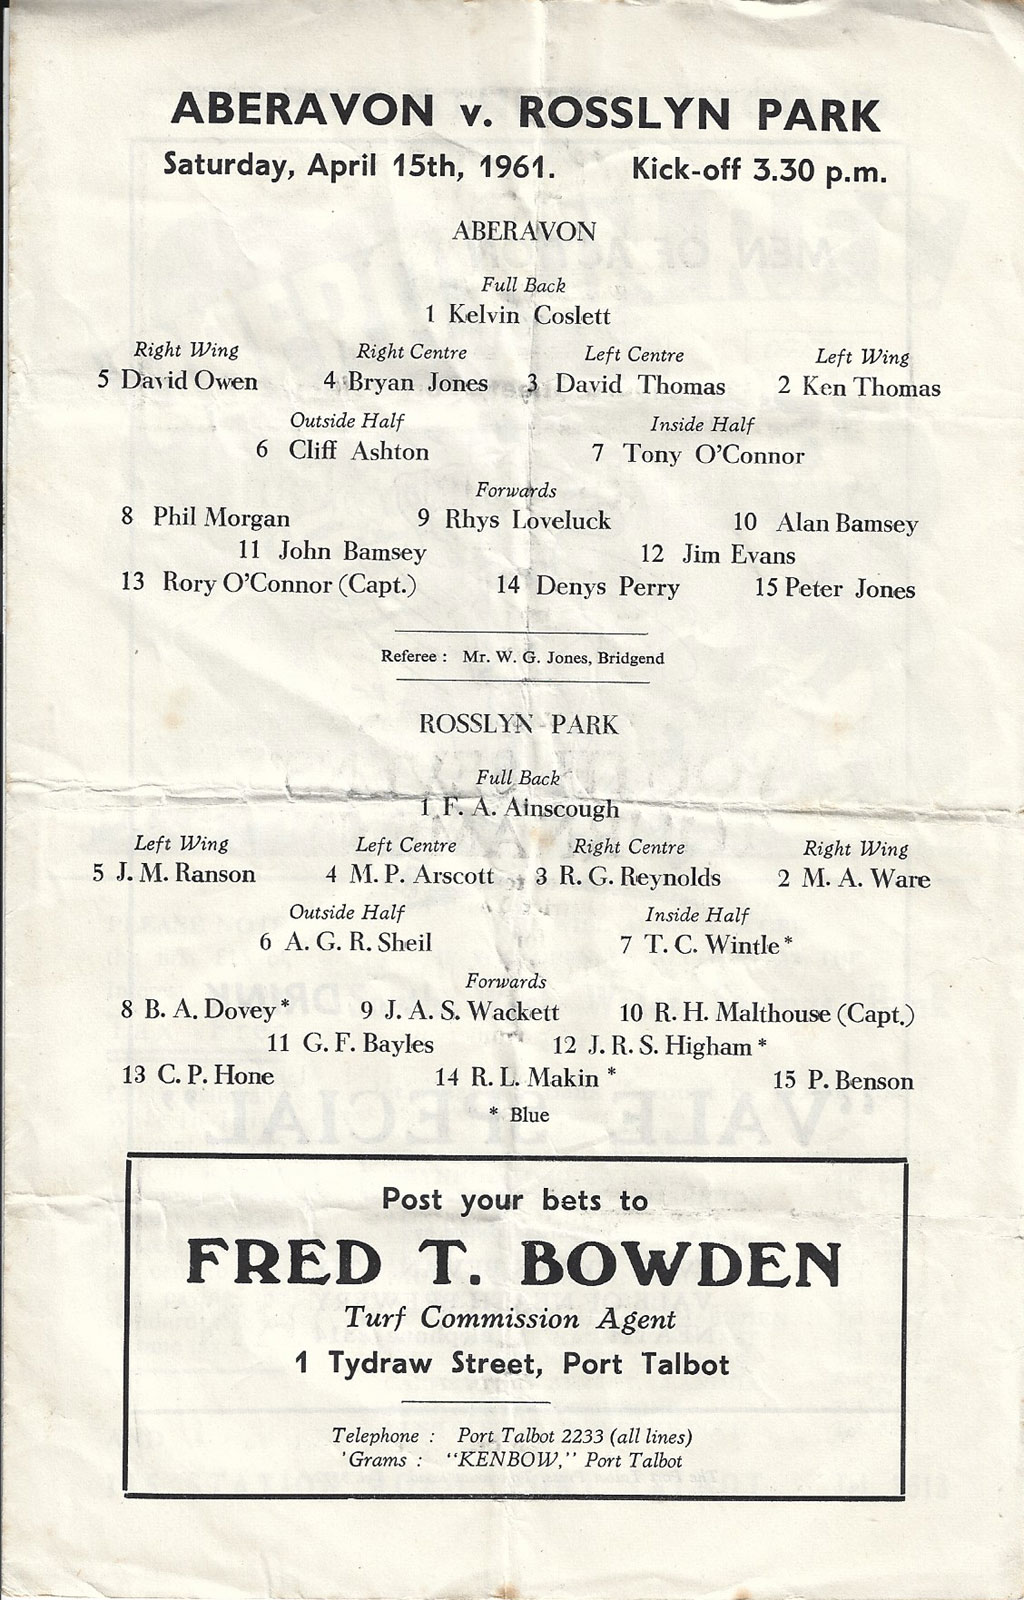 ABERAVON v. ROSSLYN PARK
Saturday, April 15th, 1961. Kick-off 3.30 p.m.
ABERAVON
Full Back
1 Kelvin Coslett
Right Wing Right Centre Left Centre Left Wing
5 David Owen 4 Bryan Jones 3 David Thomas 2 Ken Thomas
Outside Half Inside Half
6 Cliff Ashton 7 Tony O'Connor
Forwards
8 Phil Morgan 9 Rhys Loveluck 10 Alan Bamsey
11 John Bamsey 12 Jim Evans
13 Rory O'Connor (Capt.) 14 Denys Perry 15 Peter Jones
Referee : Mr. W. G. Jones, Bridgend
ROSSLYN PARK
Full Back
1 F. A. Ainscough
Left Wing Left Centre Right Centre Right Wing
5 J. M. Ranson 4 M. P. Arscott 3 R. G. Reynolds 2 M. A. Ware
Outside Half Inside Half
6 A. G. R. Sheil 7 T. C. Wintle *
Forwards
8 B. A. Dovey * 9 J. A. S. Wackett 10 R. H. Malthouse (Capt.)
11 G. F. Bayles 12 J. R. S. Higham *
13 C. P. Hone 14 R. L. Makin * 15 P. Benson
* Blue
Post your bets to
FRED T. BOWDEN
Turf Commission Agent
1 Tydraw Street, Port Talbot
Telephone : Port Talbot 2233 (all lines)
'Grams : "KENBOW," Port Talbot